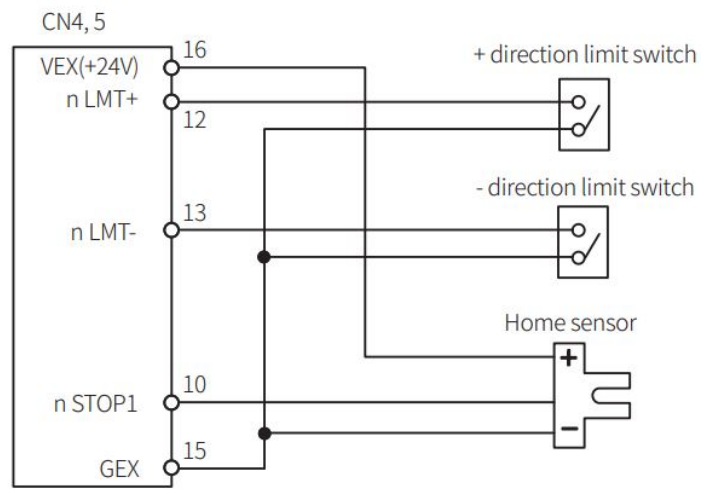 CN4, 5
VEX(+24V)
16
+ direction limit switch
n LMT+
12
- direction limit switch
n LMT-
13
Home sensor
+
n STOP1
10
−
GEX
15